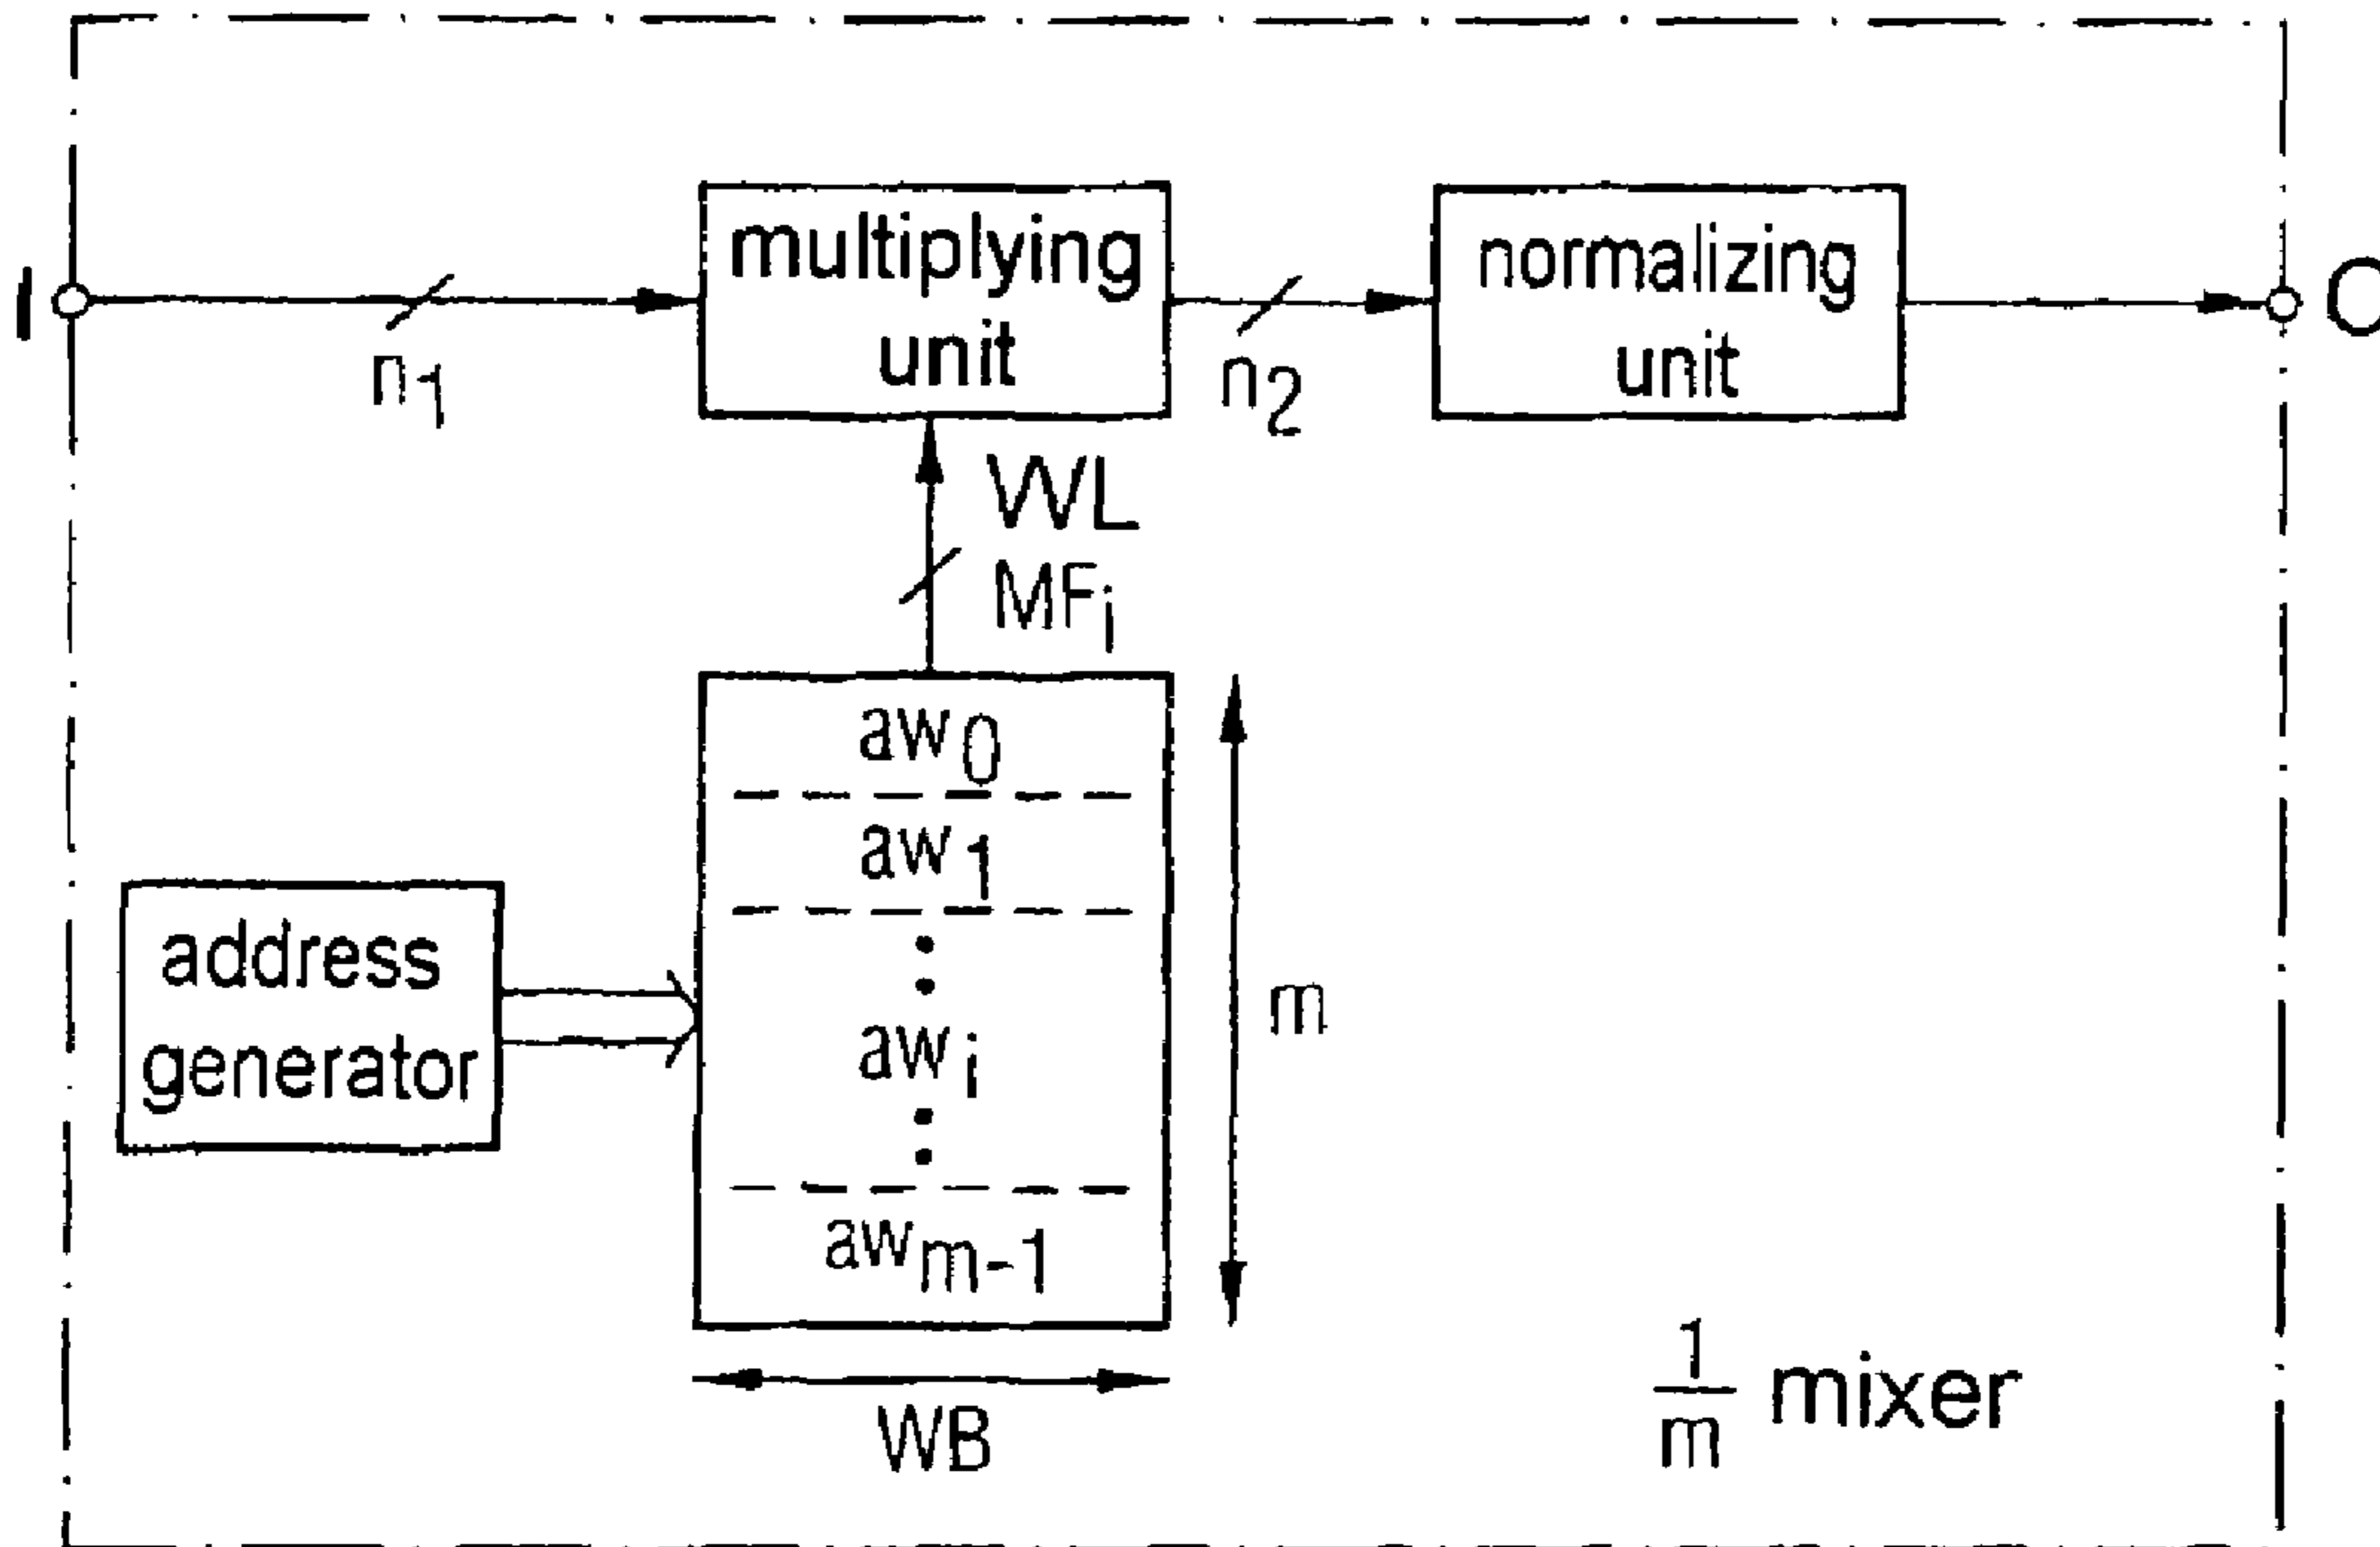 multiplying
unit
normalizing
unit
I
O
n1
n2
WL
MFi
aw0
aw1
address
generator
awi
m
awm-1
1/m mixer
WB